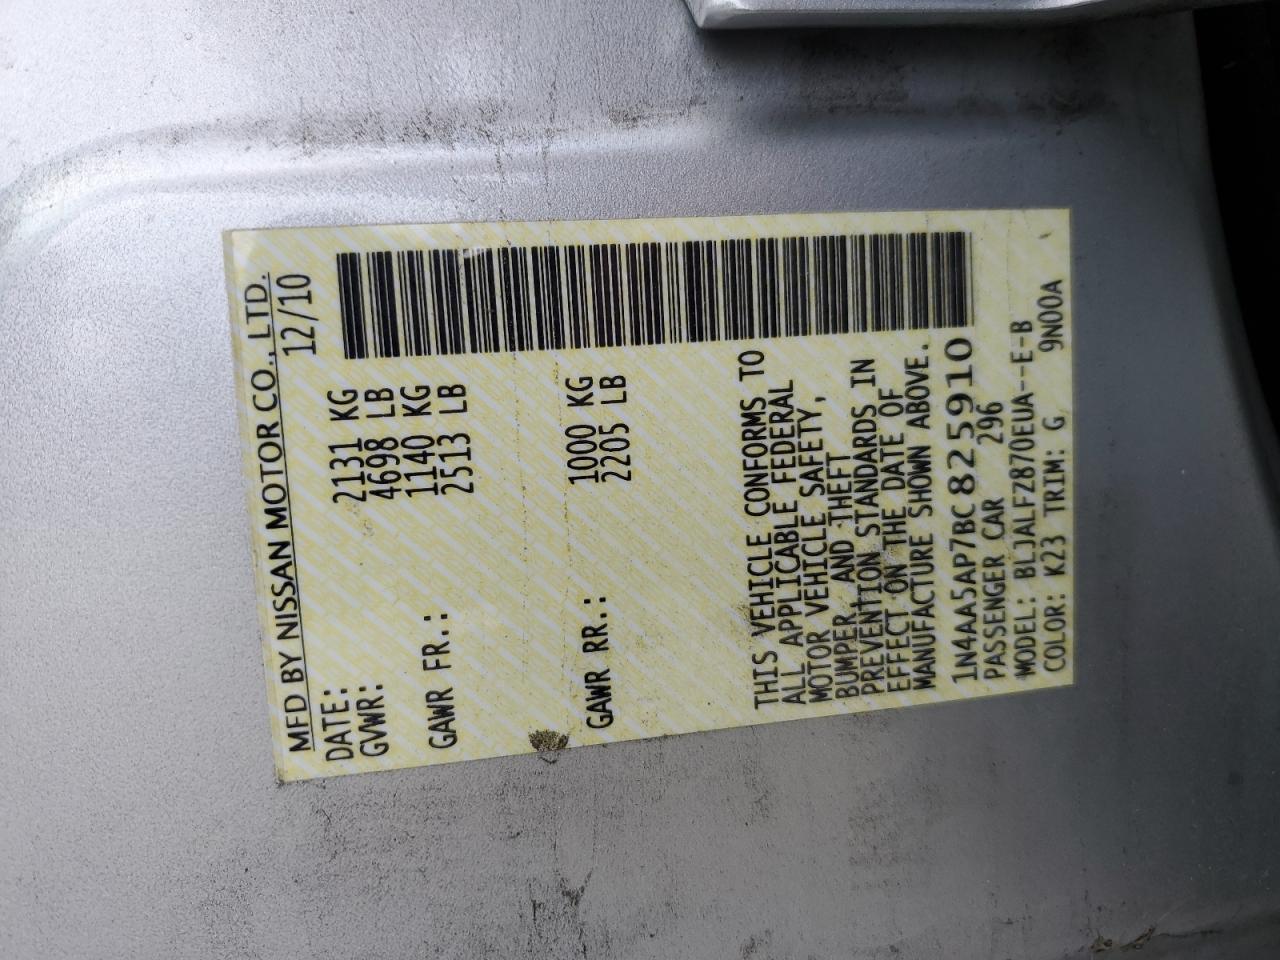 MFD BY NISSAN MOTOR CO., LTD.
DATE: 12/10
GVWR: 2131 KG
4698 LB
GAWR FR.: 1140 KG
2513 LB
GAWR RR.: 1000 KG
2205 LB
THIS VEHICLE CONFORMS TO
ALL APPLICABLE FEDERAL
MOTOR VEHICLE SAFETY,
BUMPER, AND THEFT
PREVENTION STANDARDS IN
EFFECT ON THE DATE OF
MANUFACTURE SHOWN ABOVE.
1N4AA5AP7BC825910
PASSENGER CAR 296
MODEL: BLJALFZ870EUA--E-B
COLOR: K23 TRIM: G 9N00A